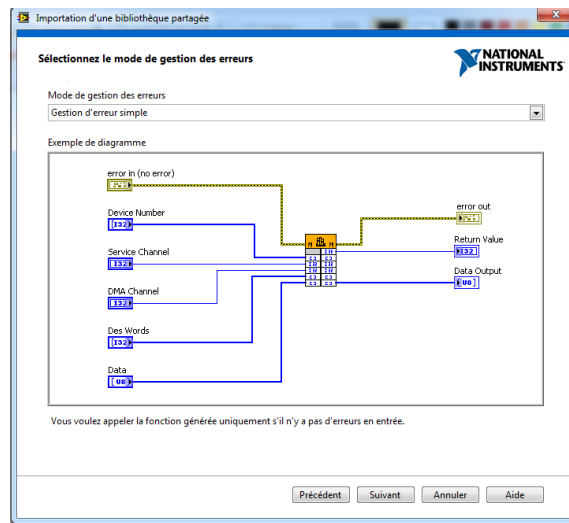 Importation d'une bibliothèque partagée
Sélectionnez le mode de gestion des erreurs
NATIONAL
INSTRUMENTS
Mode de gestion des erreurs
Gestion d'erreur simple
Exemple de diagramme
error in (no error)
error out
Device Number
I32
Return Value
I32
Service Channel
I32
Data Output
U8
DMA Channel
I32
Des Words
I32
Data
U8
Vous voulez appeler la fonction générée uniquement s'il n'y a pas d'erreurs en entrée.
Précédent
Suivant
Annuler
Aide